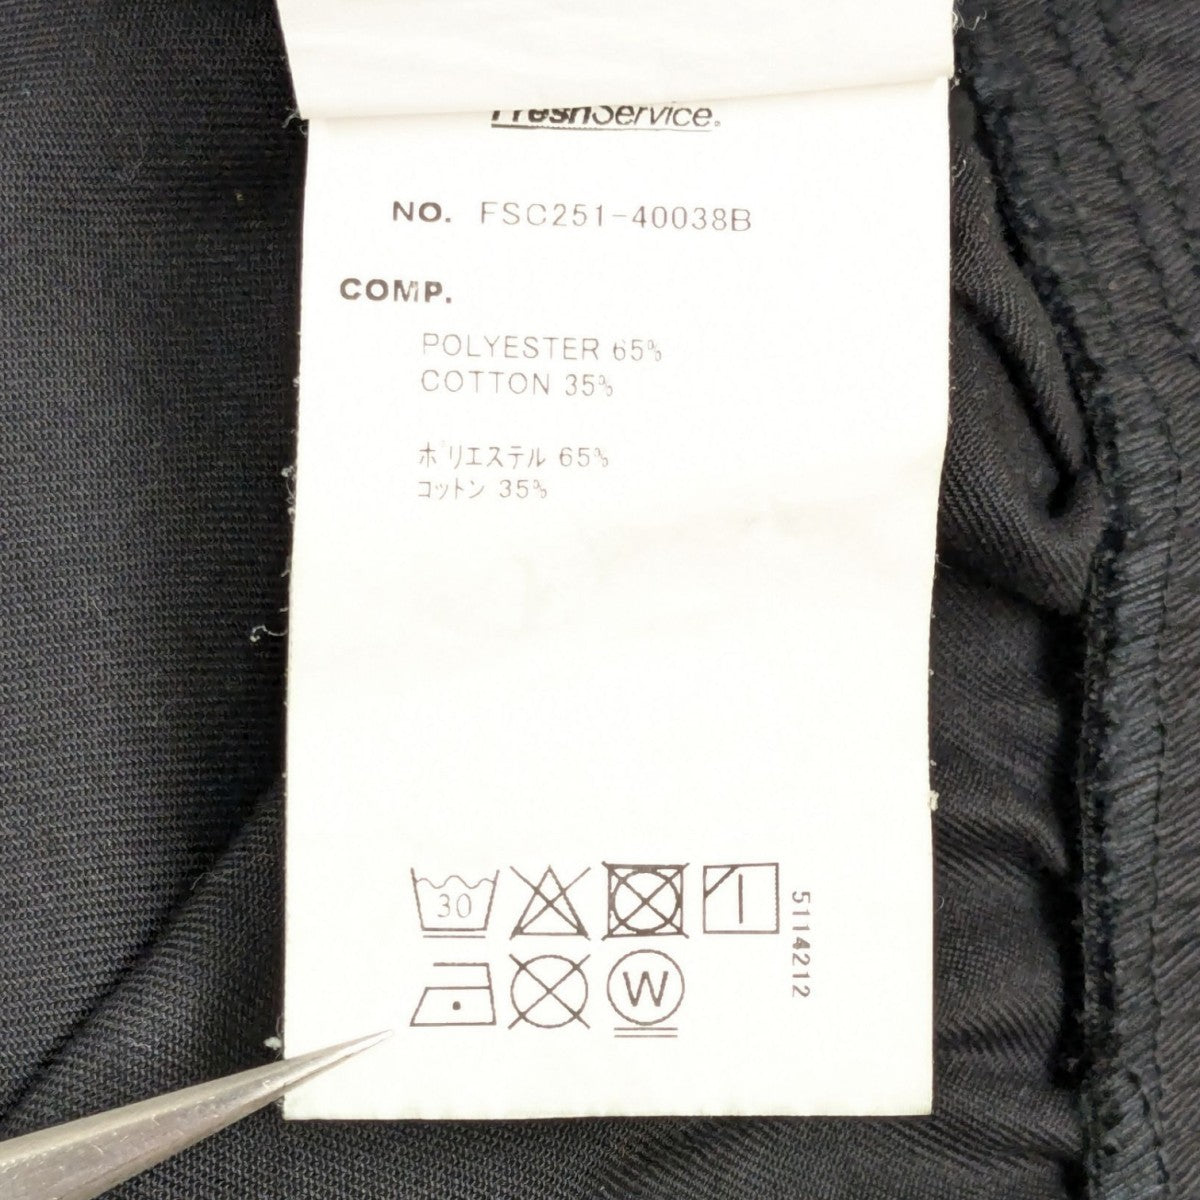 FreshService.
NO. FSC251-40038B
COMP.
POLYESTER 65%
COTTON 35%
ポリエステル 65%
コットン 35%
30
W
5114212